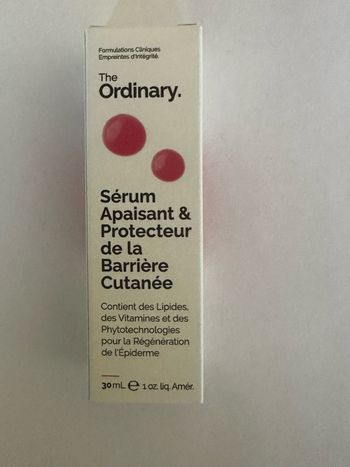 Formulations Cliniques
Empreintes d'Intégrité.
The
Ordinary.
Sérum
Apaisant &
Protecteur
de la
Barrière
Cutanée
Contient des Lipides,
des Vitamines et des
Phytotechnologies
pour la Régénération
de l'Épiderme
30 mL ℮ 1 oz. liq. Amér.